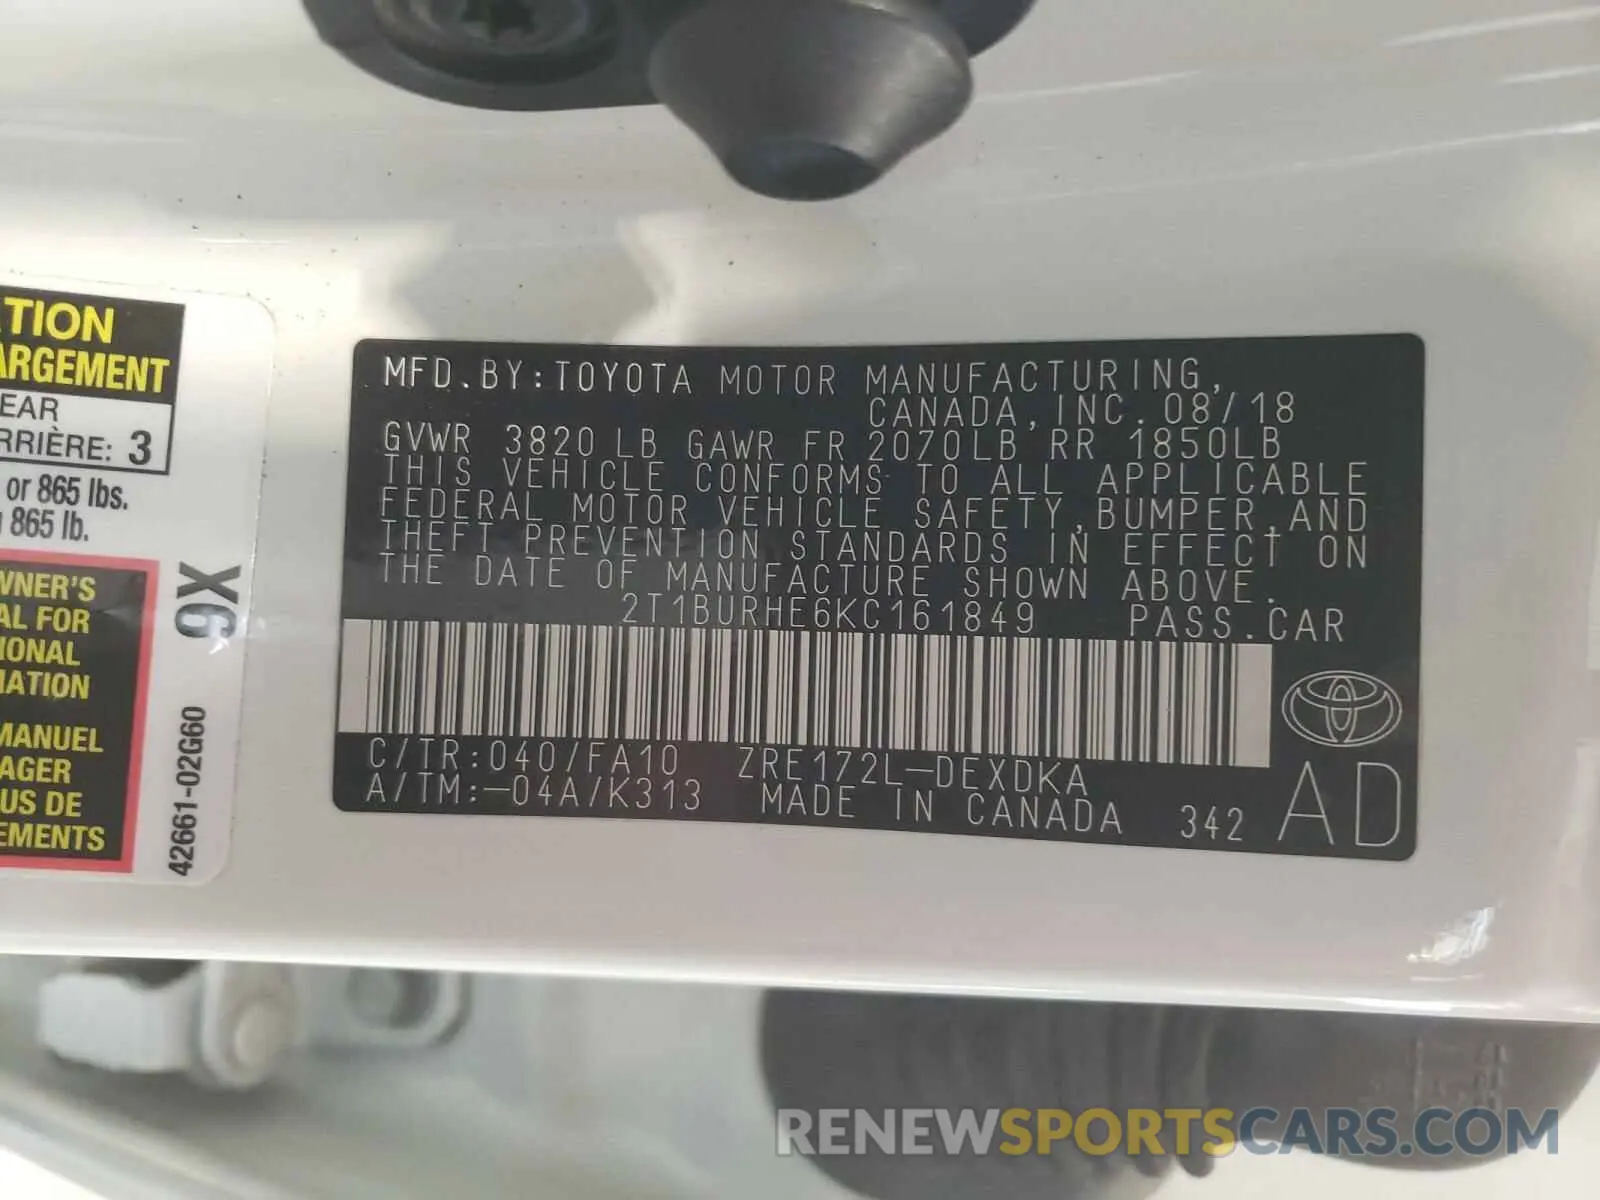 TION
ARGEMENT
EAR
RRIÈRE: 3
or 865 lbs.
865 lb.
WNER'S
AL FOR
IONAL
MATION
MANUEL
AGER
US DE
EMENTS
9X
42661-02G60
MFD.BY:TOYOTA MOTOR MANUFACTURING,
CANADA,INC. 08/18
GVWR 3820 LB GAWR FR 2070LB RR 1850LB
THIS VEHICLE CONFORMS TO ALL APPLICABLE
FEDERAL MOTOR VEHICLE SAFETY,BUMPER,AND
THEFT PREVENTION STANDARDS IN EFFECT ON
THE DATE OF MANUFACTURE SHOWN ABOVE.
2T1BURHE6KC161849 PASS.CAR
C/TR:040/FA10 ZRE172L-DEXDKA
A/TM:-04A/K313 MADE IN CANADA 342
AD
RENEWSPORTSCARS.COM